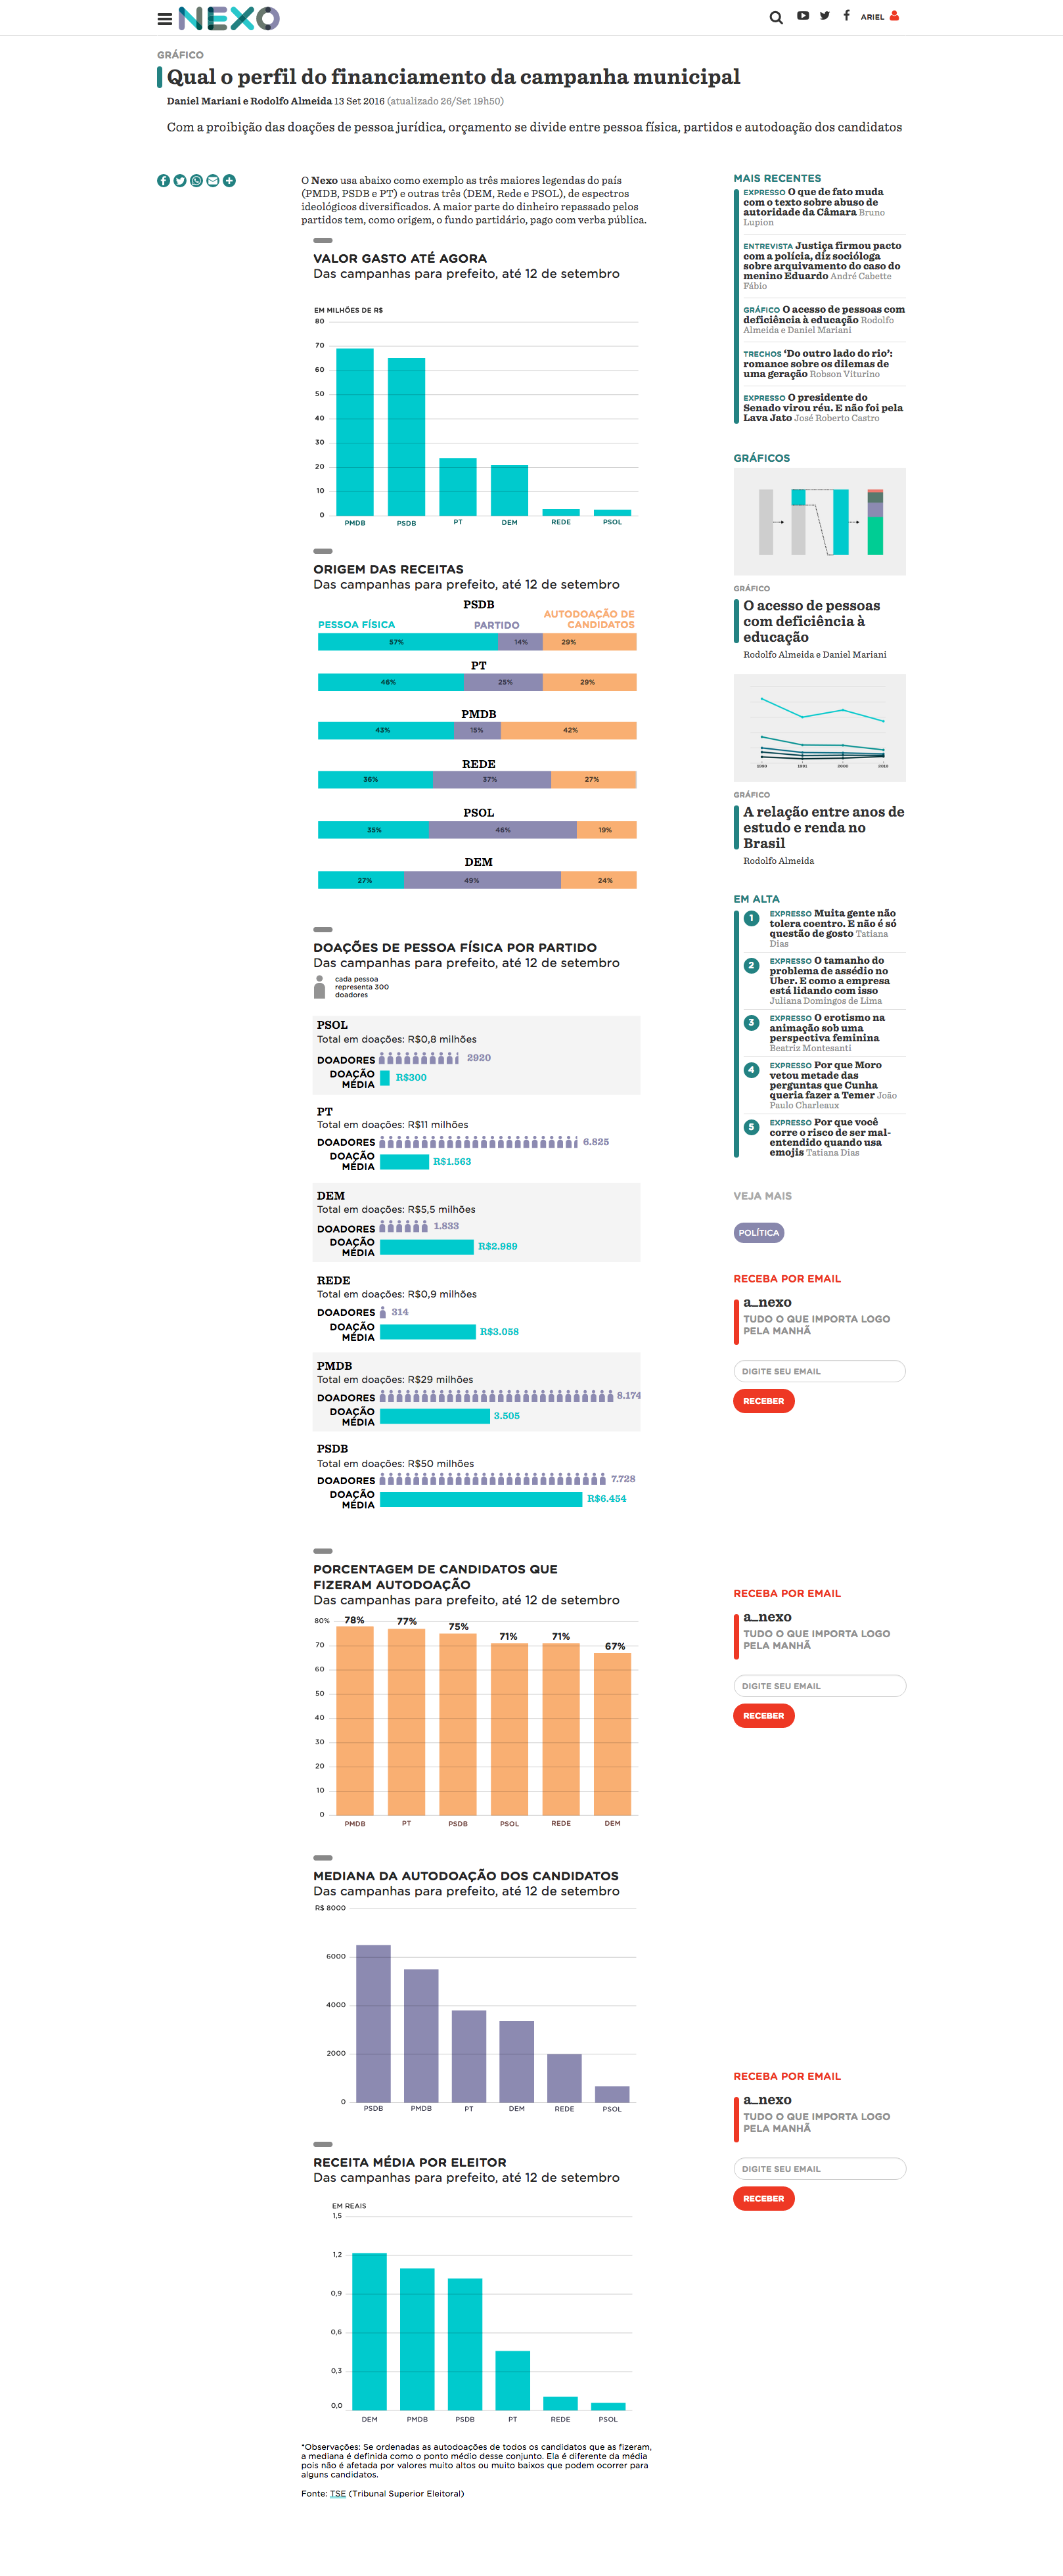 NEXO
ARIEL
GRÁFICO
Qual o perfil do financiamento da campanha municipal
Daniel Mariani e Rodolfo Almeida 13 Set 2016 (atualizado 26/Set 19h50)
Com a proibição das doações de pessoa jurídica, orçamento se divide entre pessoa física, partidos e autodoação dos candidatos
O Nexo usa abaixo como exemplo as três maiores legendas do país
(PMDB, PSDB e PT) e outras três (DEM, Rede e PSOL), de espectros
ideológicos diversificados. A maior parte do dinheiro repassado pelos
partidos tem, como origem, o fundo partidário, pago com verba pública.
VALOR GASTO ATÉ AGORA
Das campanhas para prefeito, até 12 de setembro
EM MILHÕES DE R$
80
70
60
50
40
30
20
10
0
PMDB PSDB PT DEM REDE PSOL
ORIGEM DAS RECEITAS
Das campanhas para prefeito, até 12 de setembro
PSDB
PESSOA FÍSICA PARTIDO AUTODOAÇÃO DE
CANDIDATOS
57% 14% 29%
PT
46% 25% 29%
PMDB
43% 15% 42%
REDE
36% 37% 27%
PSOL
35% 46% 19%
DEM
27% 49% 24%
DOAÇÕES DE PESSOA FÍSICA POR PARTIDO
Das campanhas para prefeito, até 12 de setembro
cada pessoa
representa 300
doadores
PSOL
Total em doações: R$0,8 milhões
DOADORES 2920
DOAÇÃO
MÉDIA R$300
PT
Total em doações: R$11 milhões
DOADORES 6.825
DOAÇÃO
MÉDIA R$1.563
DEM
Total em doações: R$5,5 milhões
DOADORES 1.833
DOAÇÃO
MÉDIA R$2.989
REDE
Total em doações: R$0,9 milhões
DOADORES 314
DOAÇÃO
MÉDIA R$3.058
PMDB
Total em doações: R$29 milhões
DOADORES 8.174
DOAÇÃO
MÉDIA 3.505
PSDB
Total em doações: R$50 milhões
DOADORES 7.728
DOAÇÃO
MÉDIA R$6.454
PORCENTAGEM DE CANDIDATOS QUE
FIZERAM AUTODOAÇÃO
Das campanhas para prefeito, até 12 de setembro
80%
70
60
50
40
30
20
10
0
78% 77% 75% 71% 71% 67%
PMDB PT PSDB PSOL REDE DEM
MEDIANA DA AUTODOAÇÃO DOS CANDIDATOS
Das campanhas para prefeito, até 12 de setembro
R$ 8000
6000
4000
2000
0
PSDB PMDB PT DEM REDE PSOL
RECEITA MÉDIA POR ELEITOR
Das campanhas para prefeito, até 12 de setembro
EM REAIS
1,5
1,2
0,9
0,6
0,3
0,0
DEM PMDB PSDB PT REDE PSOL
*Observações: Se ordenadas as autodoações de todos os candidatos que as fizeram,
a mediana é definida como o ponto médio desse conjunto. Ela é diferente da média
pois não é afetada por valores muito altos ou muito baixos que podem ocorrer para
alguns candidatos.
Fonte: TSE (Tribunal Superior Eleitoral)
MAIS RECENTES
EXPRESSO O que de fato muda
com o texto sobre abuso de
autoridade da Câmara Bruno
Lupion
ENTREVISTA Justiça firmou pacto
com a polícia, diz socióloga
sobre arquivamento do caso do
menino Eduardo André Cabette
Fábio
GRÁFICO O acesso de pessoas com
deficiência à educação Rodolfo
Almeida e Daniel Mariani
TRECHOS ‘Do outro lado do rio’:
romance sobre os dilemas de
uma geração Robson Viturino
EXPRESSO O presidente do
Senado virou réu. E não foi pela
Lava Jato José Roberto Castro
GRÁFICOS
GRÁFICO
O acesso de pessoas
com deficiência à
educação
Rodolfo Almeida e Daniel Mariani
1991 2000 2010
GRÁFICO
A relação entre anos de
estudo e renda no
Brasil
Rodolfo Almeida
EM ALTA
1 EXPRESSO Muita gente não
tolera coentro. E não é só
questão de gosto Tatiana
Dias
2 EXPRESSO O tamanho do
problema de assédio no
Uber. E como a empresa
está lidando com isso
Juliana Domingos de Lima
3 EXPRESSO O erotismo na
animação sob uma
perspectiva feminina
Beatriz Montesanti
4 EXPRESSO Por que Moro
vetou metade das
perguntas que Cunha
queria fazer a Temer João
Paulo Charleaux
5 EXPRESSO Por que você
corre o risco de ser mal-
entendido quando usa
emojis Tatiana Dias
VEJA MAIS
POLÍTICA
RECEBA POR EMAIL
a_nexo
TUDO O QUE IMPORTA LOGO
PELA MANHÃ
DIGITE SEU EMAIL
RECEBER
RECEBA POR EMAIL
a_nexo
TUDO O QUE IMPORTA LOGO
PELA MANHÃ
DIGITE SEU EMAIL
RECEBER
RECEBA POR EMAIL
a_nexo
TUDO O QUE IMPORTA LOGO
PELA MANHÃ
DIGITE SEU EMAIL
RECEBER